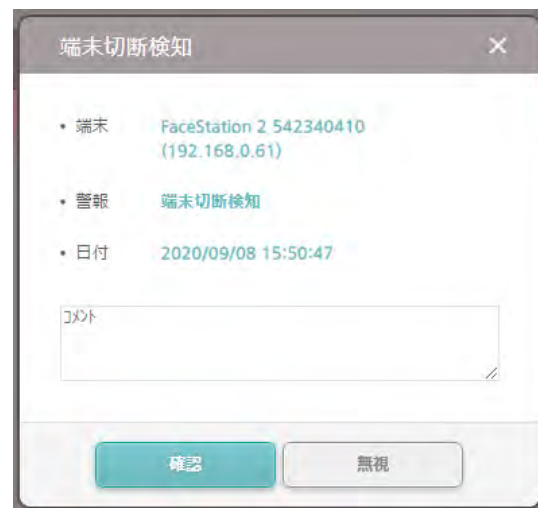 端末切断検知 ×
• 端末 FaceStation 2 542340410
(192.168.0.61)
• 警報 端末切断検知
• 日付 2020/09/08 15:50:47
コメント
確認 無視